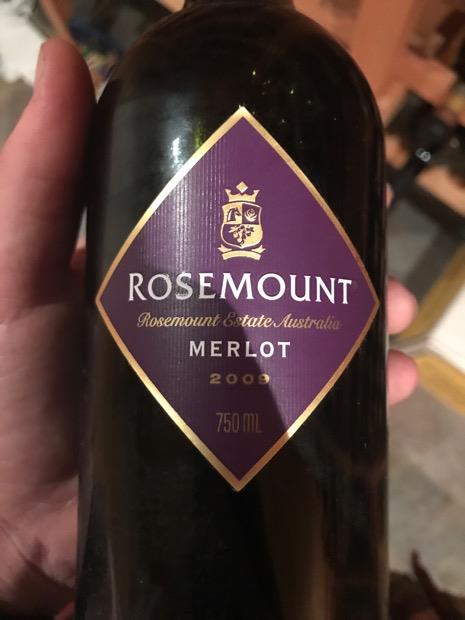 ROSEMOUNT
Rosemount Estate Australia
MERLOT
2009
750 ML